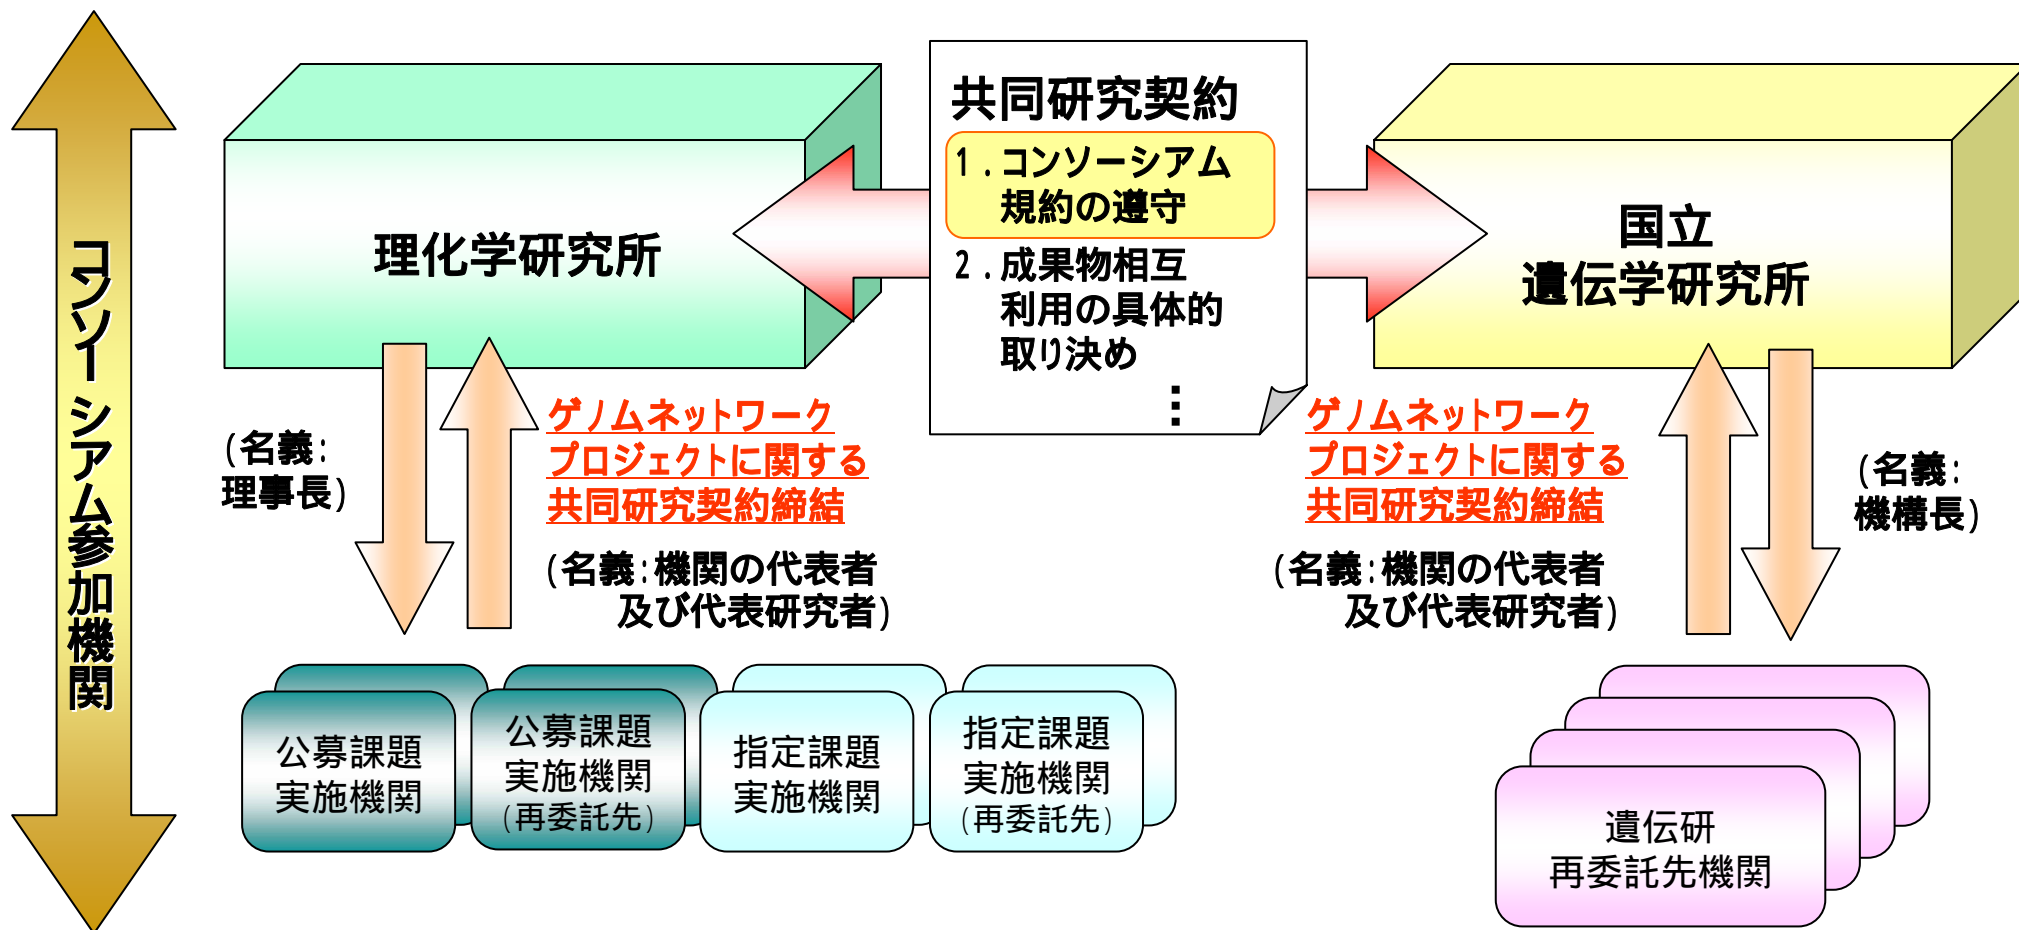 コンソーシアム参加機関
理化学研究所
共同研究契約
1．コンソーシアム
規約の遵守
2．成果物相互
利用の具体的
取り決め
⋮
国立
遺伝学研究所
(名義：
理事長)
ゲノムネットワーク
プロジェクトに関する
共同研究契約締結
(名義：機関の代表者
及び代表研究者)
ゲノムネットワーク
プロジェクトに関する
共同研究契約締結
(名義：機関の代表者
及び代表研究者)
(名義：
機構長)
公募課題
実施機関
公募課題
実施機関
(再委託先)
指定課題
実施機関
指定課題
実施機関
(再委託先)
遺伝研
再委託先機関